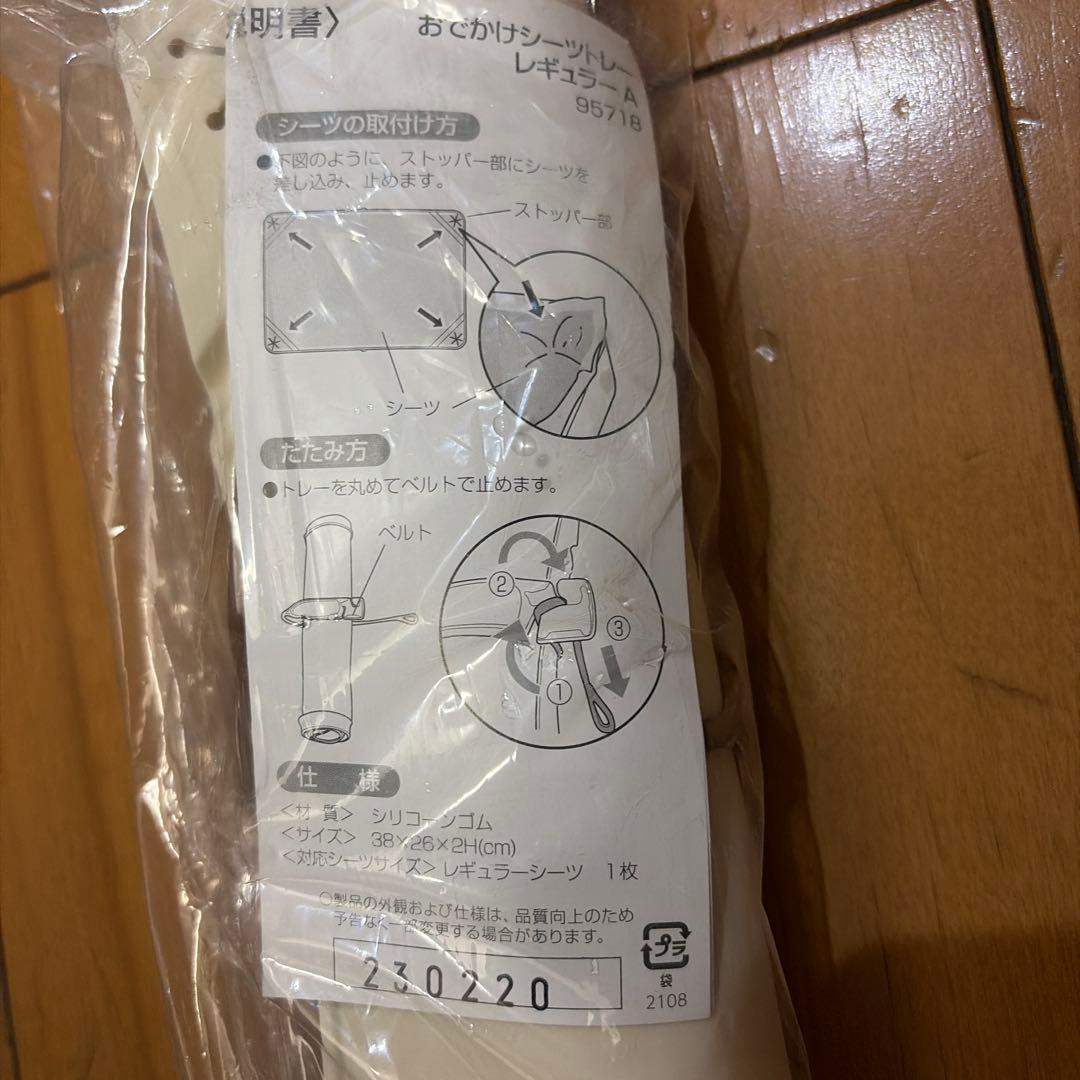 説明書〉
おでかけシーツトレー
レギュラー A
95718
シーツの取付け方
●下図のように、ストッパー部にシーツを
差し込み、止めます。
ストッパー部
シーツ
たたみ方
●トレーを丸めてベルトで止めます。
ベルト
②
③
①
仕 様
〈材 質〉 シリコーンゴム
〈サイズ〉 38×26×2H(cm)
〈対応シーツサイズ〉レギュラーシーツ 1枚
○製品の外観および仕様は、品質向上のため
予告なく一部変更する場合があります。
230220
プラ
袋
2108